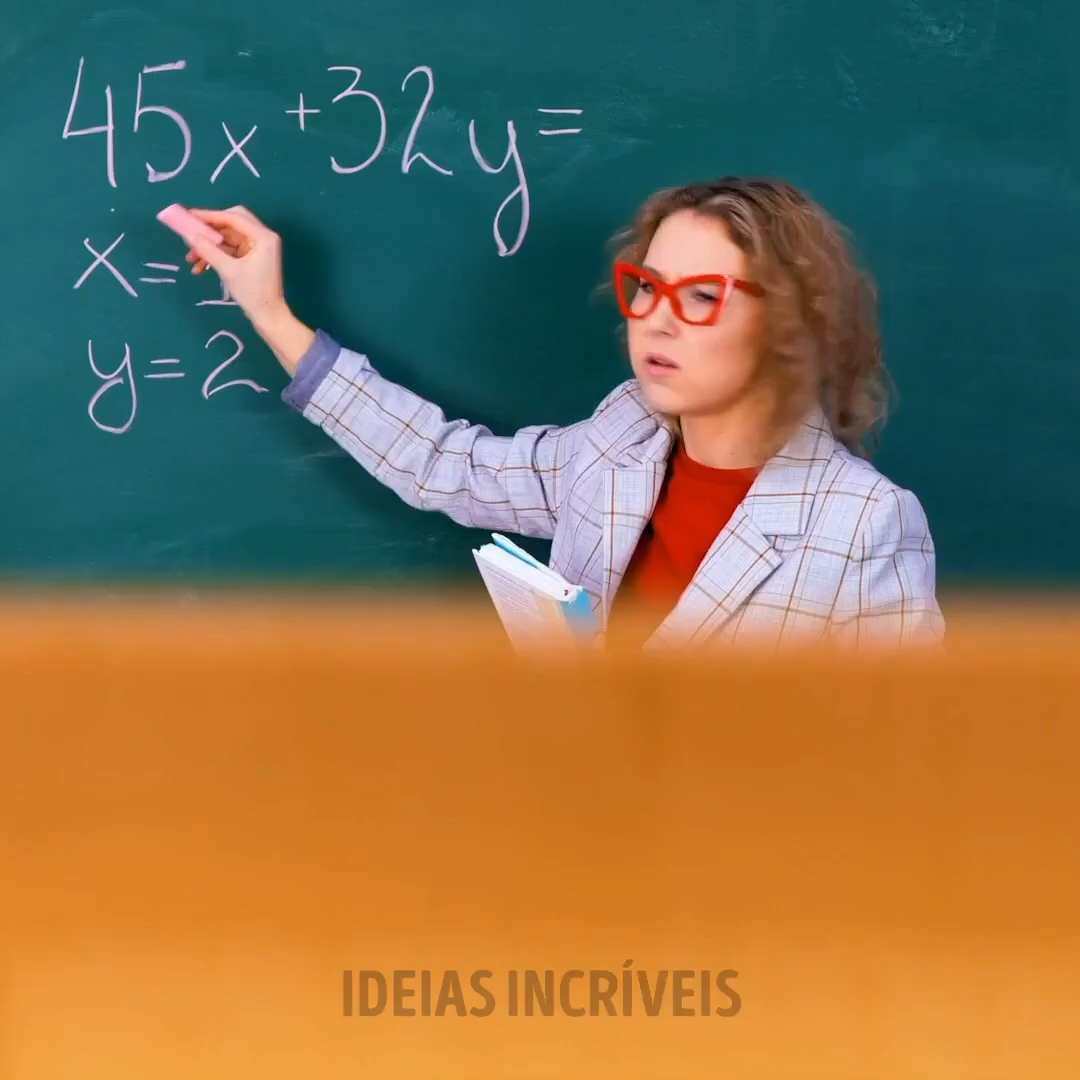 45x+32y=
x=
y=2
IDEIAS INCRÍVEIS